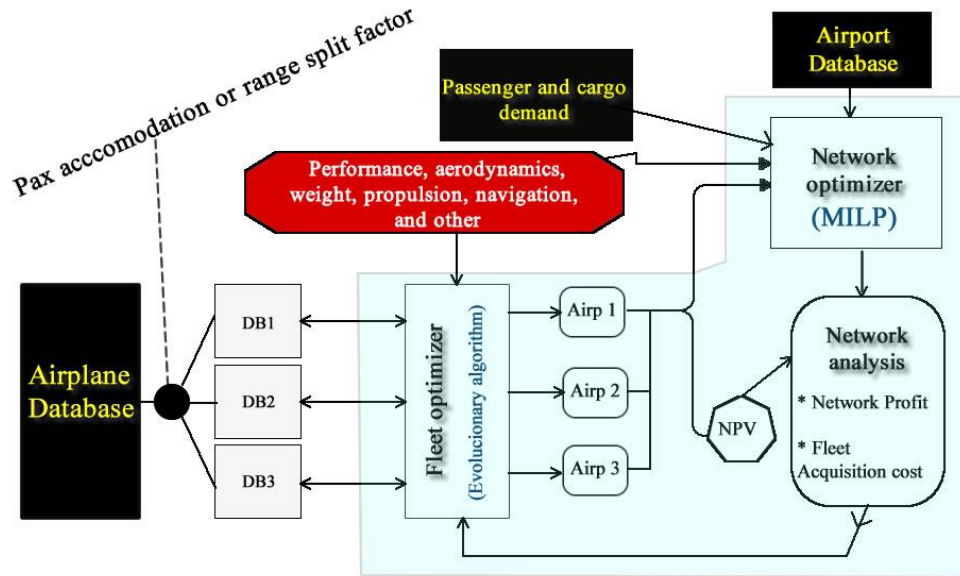 Pax acccomodation or range split factor
Airport
Database
Passenger and cargo
demand
Performance, aerodynamics,
weight, propulsion, navigation,
and other
Network
optimizer
(MILP)
Airplane
Database
DB1
DB2
DB3
Fleet optimizer
(Evolucionary algorithm)
Airp 1
Airp 2
Airp 3
NPV
Network
analysis
* Network Profit
* Fleet
Acquisition cost